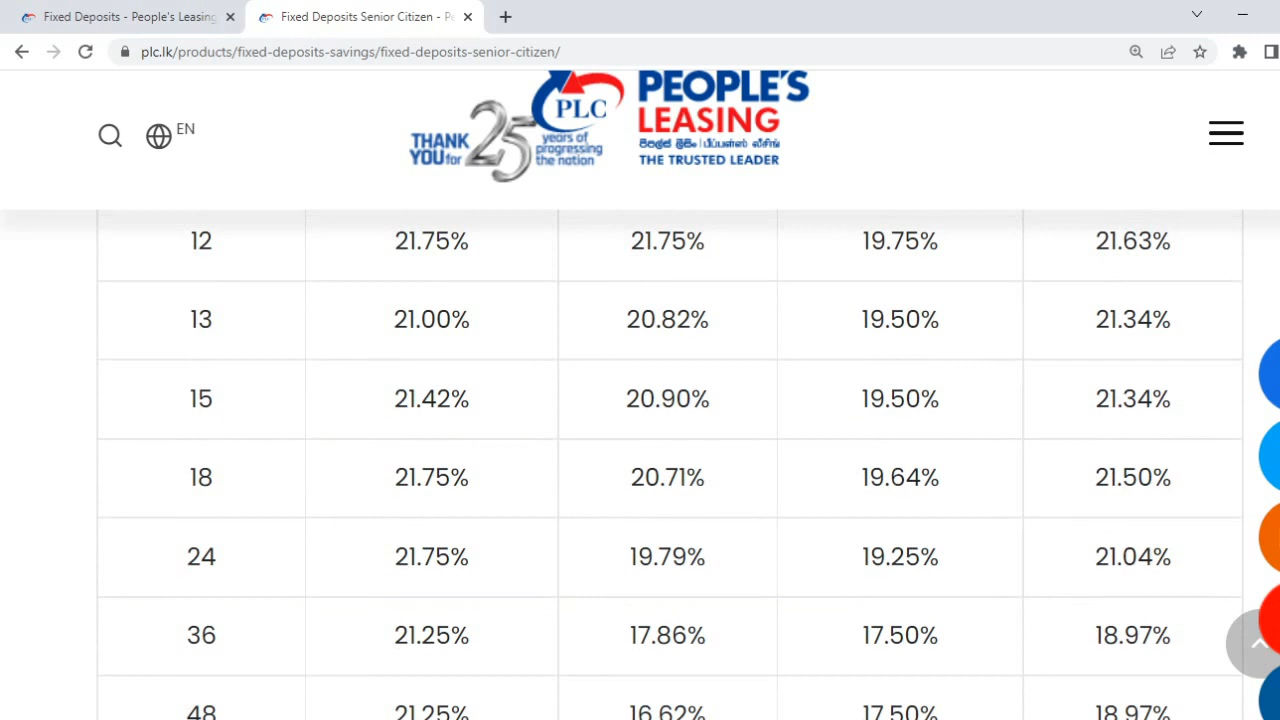 Fixed Deposits - People's Leasing
Fixed Deposits Senior Citizen - Pe
plc.lk/products/fixed-deposits-savings/fixed-deposits-senior-citizen/
EN
THANK YOU for 25 years of progressing the nation
PLC
PEOPLE'S
LEASING
පීපල්ස් ලීසිං | பீப்பள்ஸ் லீசிங்
THE TRUSTED LEADER
12 21.75% 21.75% 19.75% 21.63%
13 21.00% 20.82% 19.50% 21.34%
15 21.42% 20.90% 19.50% 21.34%
18 21.75% 20.71% 19.64% 21.50%
24 21.75% 19.79% 19.25% 21.04%
36 21.25% 17.86% 17.50% 18.97%
48 21.25% 16.62% 17.50% 18.97%